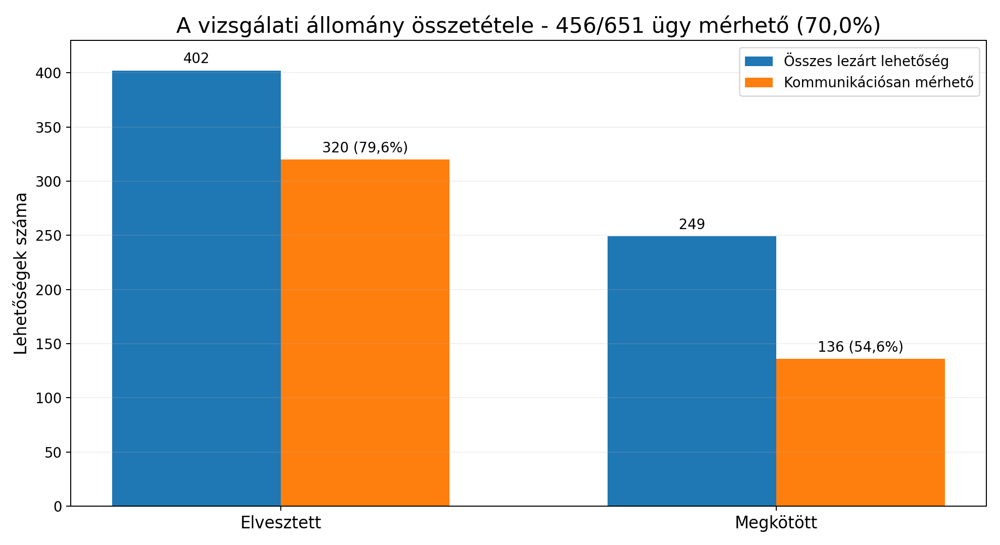 A vizsgálati állomány összetétele - 456/651 ügy mérhető (70,0%)
Összes lezárt lehetőség
Kommunikációsan mérhető
Lehetőségek száma
400
350
300
250
200
150
100
50
0
402
320 (79,6%)
249
136 (54,6%)
Elvesztett
Megkötött